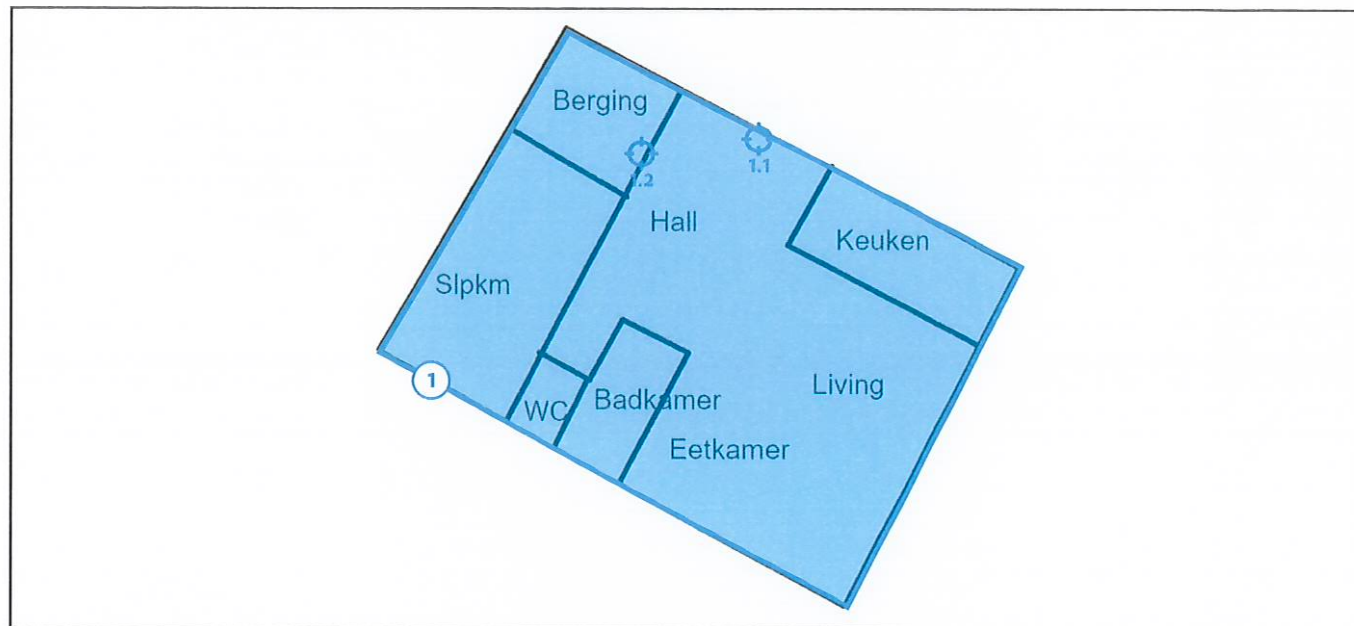 Berging
1.1
1.2
Hall
Keuken
Slpkm
1
Living
WC
Badkamer
Eetkamer